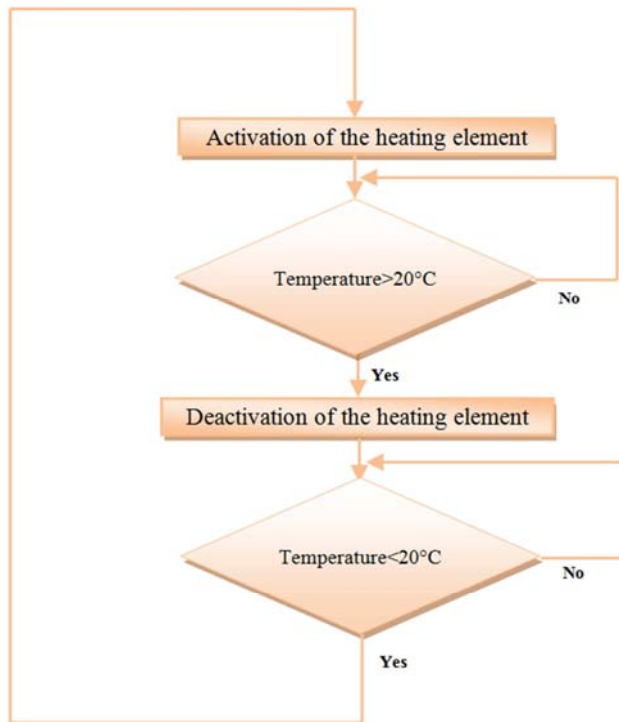 Activation of the heating element
Temperature>20°C
No
Yes
Deactivation of the heating element
Temperature<20°C
No
Yes